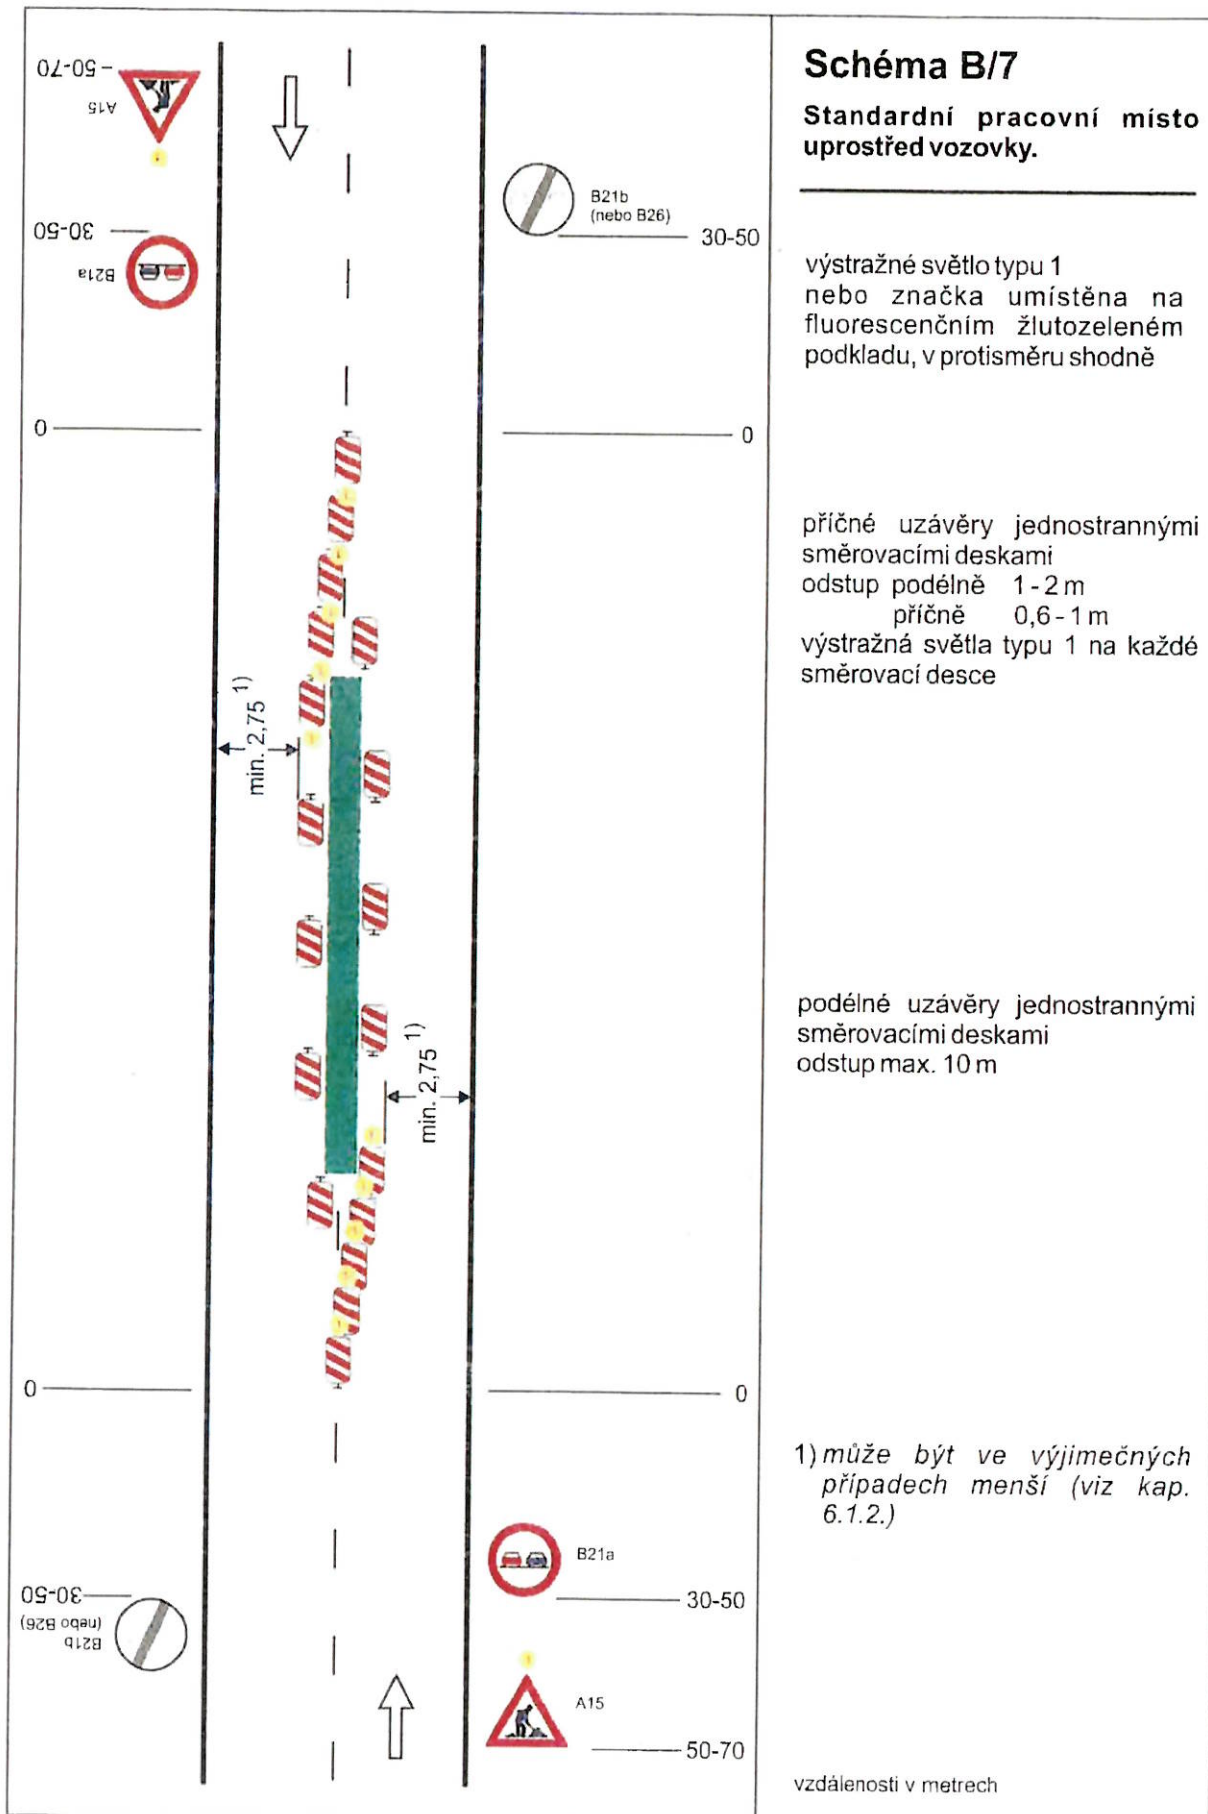 50-70
A15
30-50
B21a
0
min. 2,75 1)
0
30-50
B21b
(nebo B26)
B21b
(nebo B26)
30-50
0
min. 2,75 1)
0
B21a
30-50
A15
50-70
Schéma B/7
Standardní pracovní místo
uprostřed vozovky.
výstražné světlo typu 1
nebo značka umístěna na
fluorescenčním žlutozeleném
podkladu, v protisměru shodně
příčné uzávěry jednostrannými
směrovacími deskami
odstup podélně 1 - 2 m
příčně 0,6 - 1 m
výstražná světla typu 1 na každé
směrovací desce
podélné uzávěry jednostrannými
směrovacími deskami
odstup max. 10 m
1) může být ve výjimečných
případech menší (viz kap.
6.1.2.)
vzdálenosti v metrech